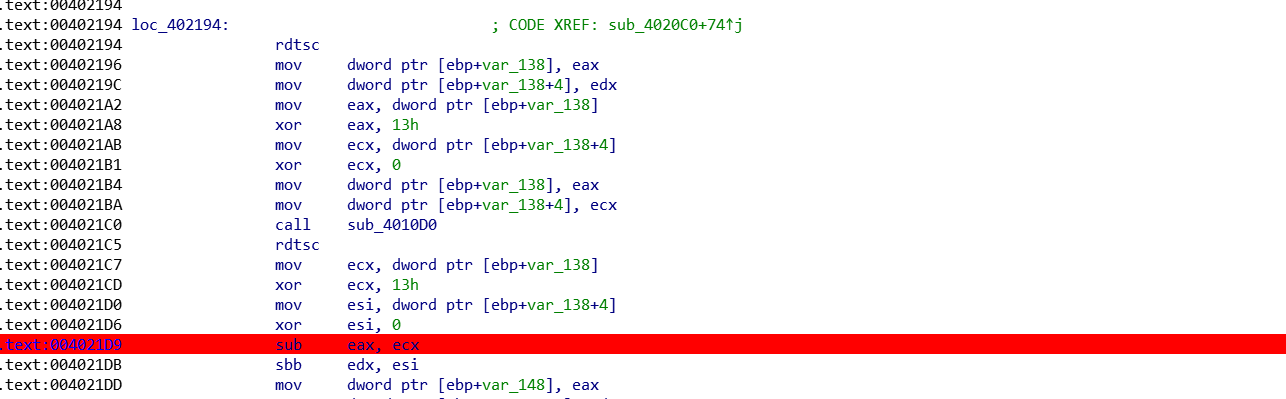 .text:00402194
.text:00402194 loc_402194: ; CODE XREF: sub_4020C0+74↑j
.text:00402194 rdtsc
.text:00402196 mov dword ptr [ebp+var_138], eax
.text:0040219C mov dword ptr [ebp+var_138+4], edx
.text:004021A2 mov eax, dword ptr [ebp+var_138]
.text:004021A8 xor eax, 13h
.text:004021AB mov ecx, dword ptr [ebp+var_138+4]
.text:004021B1 xor ecx, 0
.text:004021B4 mov dword ptr [ebp+var_138], eax
.text:004021BA mov dword ptr [ebp+var_138+4], ecx
.text:004021C0 call sub_4010D0
.text:004021C5 rdtsc
.text:004021C7 mov ecx, dword ptr [ebp+var_138]
.text:004021CD xor ecx, 13h
.text:004021D0 mov esi, dword ptr [ebp+var_138+4]
.text:004021D6 xor esi, 0
.text:004021D9 sub eax, ecx
.text:004021DB sbb edx, esi
.text:004021DD mov dword ptr [ebp+var_148], eax